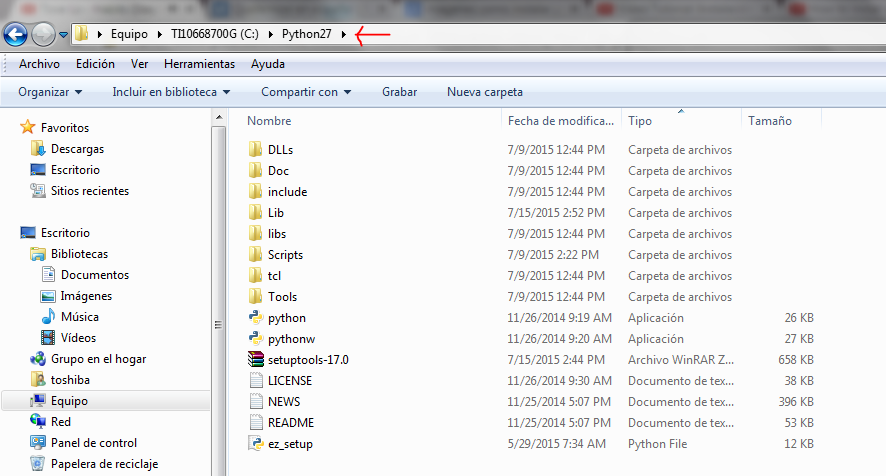 Equipo TI10668700G (C:) Python27
Archivo Edición Ver Herramientas Ayuda
Organizar Incluir en biblioteca Compartir con Grabar Nueva carpeta
Favoritos
Descargas
Escritorio
Sitios recientes
Escritorio
Bibliotecas
Documentos
Imágenes
Música
Vídeos
Grupo en el hogar
toshiba
Equipo
Red
Panel de control
Papelera de reciclaje
Nombre Fecha de modifica... Tipo Tamaño
DLLs 7/9/2015 12:44 PM Carpeta de archivos
Doc 7/9/2015 12:44 PM Carpeta de archivos
include 7/9/2015 12:44 PM Carpeta de archivos
Lib 7/15/2015 2:52 PM Carpeta de archivos
libs 7/9/2015 12:44 PM Carpeta de archivos
Scripts 7/9/2015 2:22 PM Carpeta de archivos
tcl 7/9/2015 12:44 PM Carpeta de archivos
Tools 7/9/2015 12:44 PM Carpeta de archivos
python 11/26/2014 9:19 AM Aplicación 26 KB
pythonw 11/26/2014 9:20 AM Aplicación 27 KB
setuptools-17.0 7/15/2015 2:44 PM Archivo WinRAR Z... 658 KB
LICENSE 11/26/2014 9:30 AM Documento de tex... 38 KB
NEWS 11/25/2014 5:07 PM Documento de tex... 396 KB
README 11/25/2014 5:07 PM Documento de tex... 53 KB
ez_setup 5/29/2015 7:34 AM Python File 12 KB